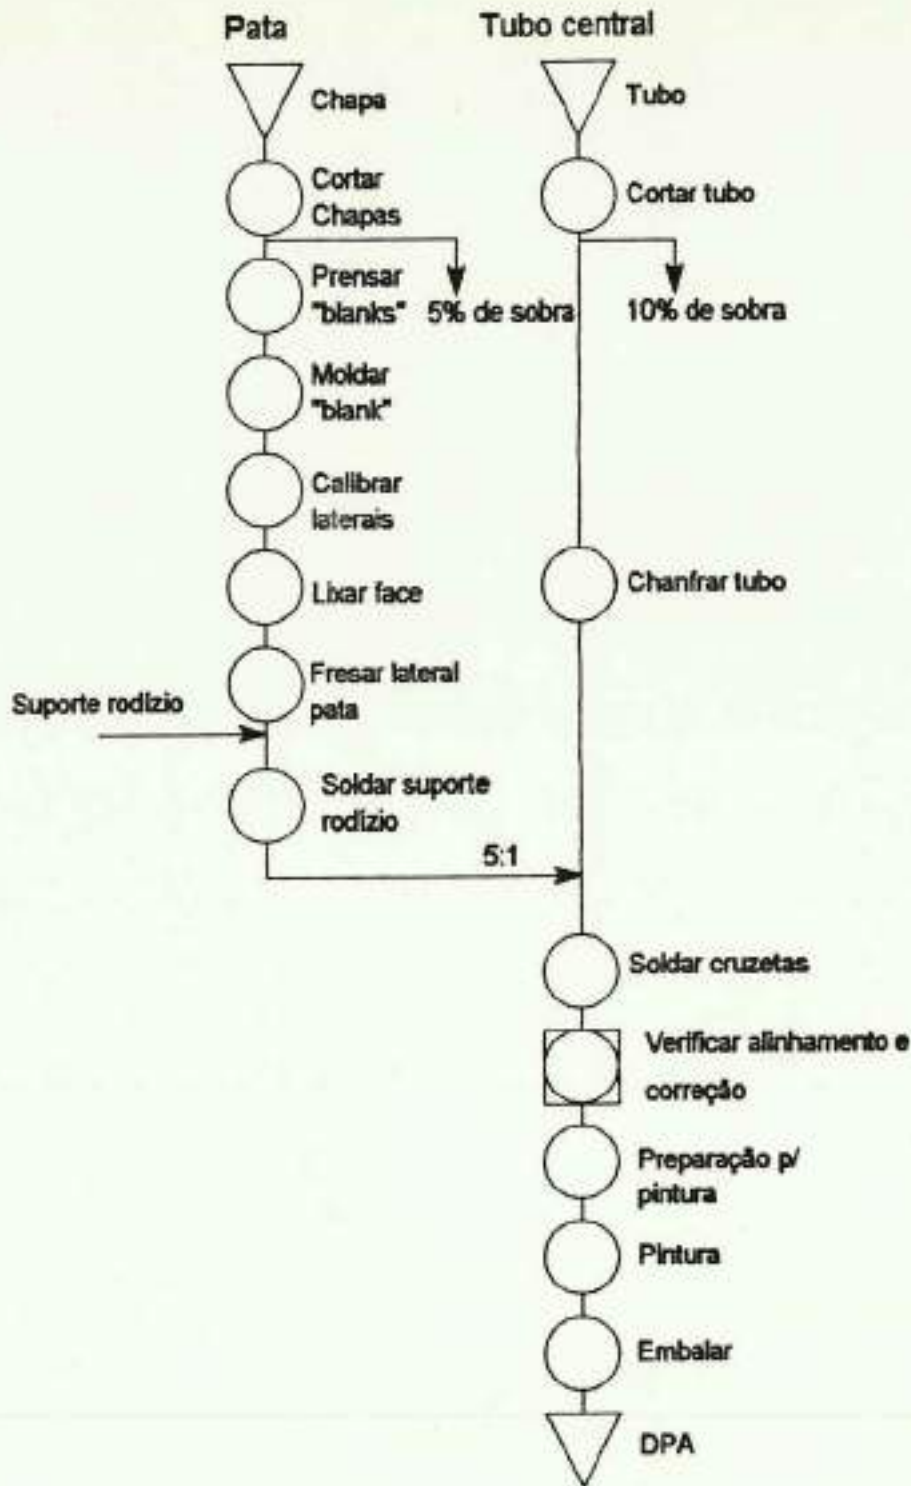 Pata
Tubo central
Chapa
Tubo
Cortar
Chapas
Cortar tubo
Prensar
"blanks"
5% de sobra
10% de sobra
Moldar
"blank"
Calibrar
laterais
Lixar face
Chanfrar tubo
Fresar lateral
pata
Suporte rodízio
Soldar suporte
rodízio
5:1
Soldar cruzetas
Verificar alinhamento e
correção
Preparação p/
pintura
Pintura
Embalar
DPA